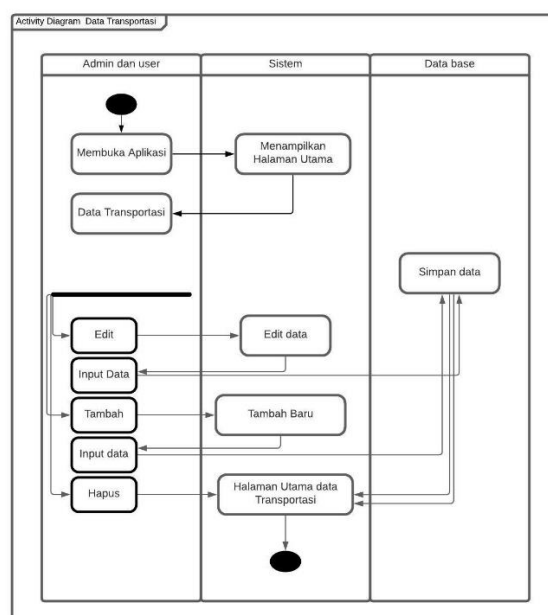 Activity Diagram Data Transportasi
Admin dan user
Sistem
Data base
Membuka Aplikasi
Menampilkan
Halaman Utama
Data Transportasi
Simpan data
Edit
Edit data
Input Data
Tambah
Tambah Baru
Input data
Hapus
Halaman Utama data
Transportasi